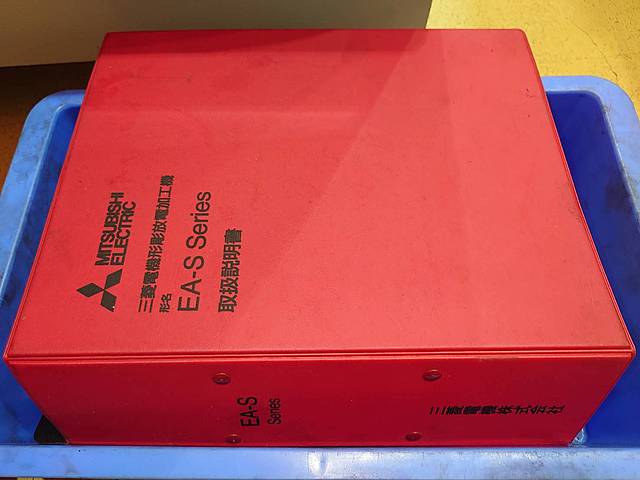 MITSUBISHI
ELECTRIC
三菱電機形彫放電加工機
形名
EA-S Series
取扱説明書
EA-S
Series
三菱電機株式会社